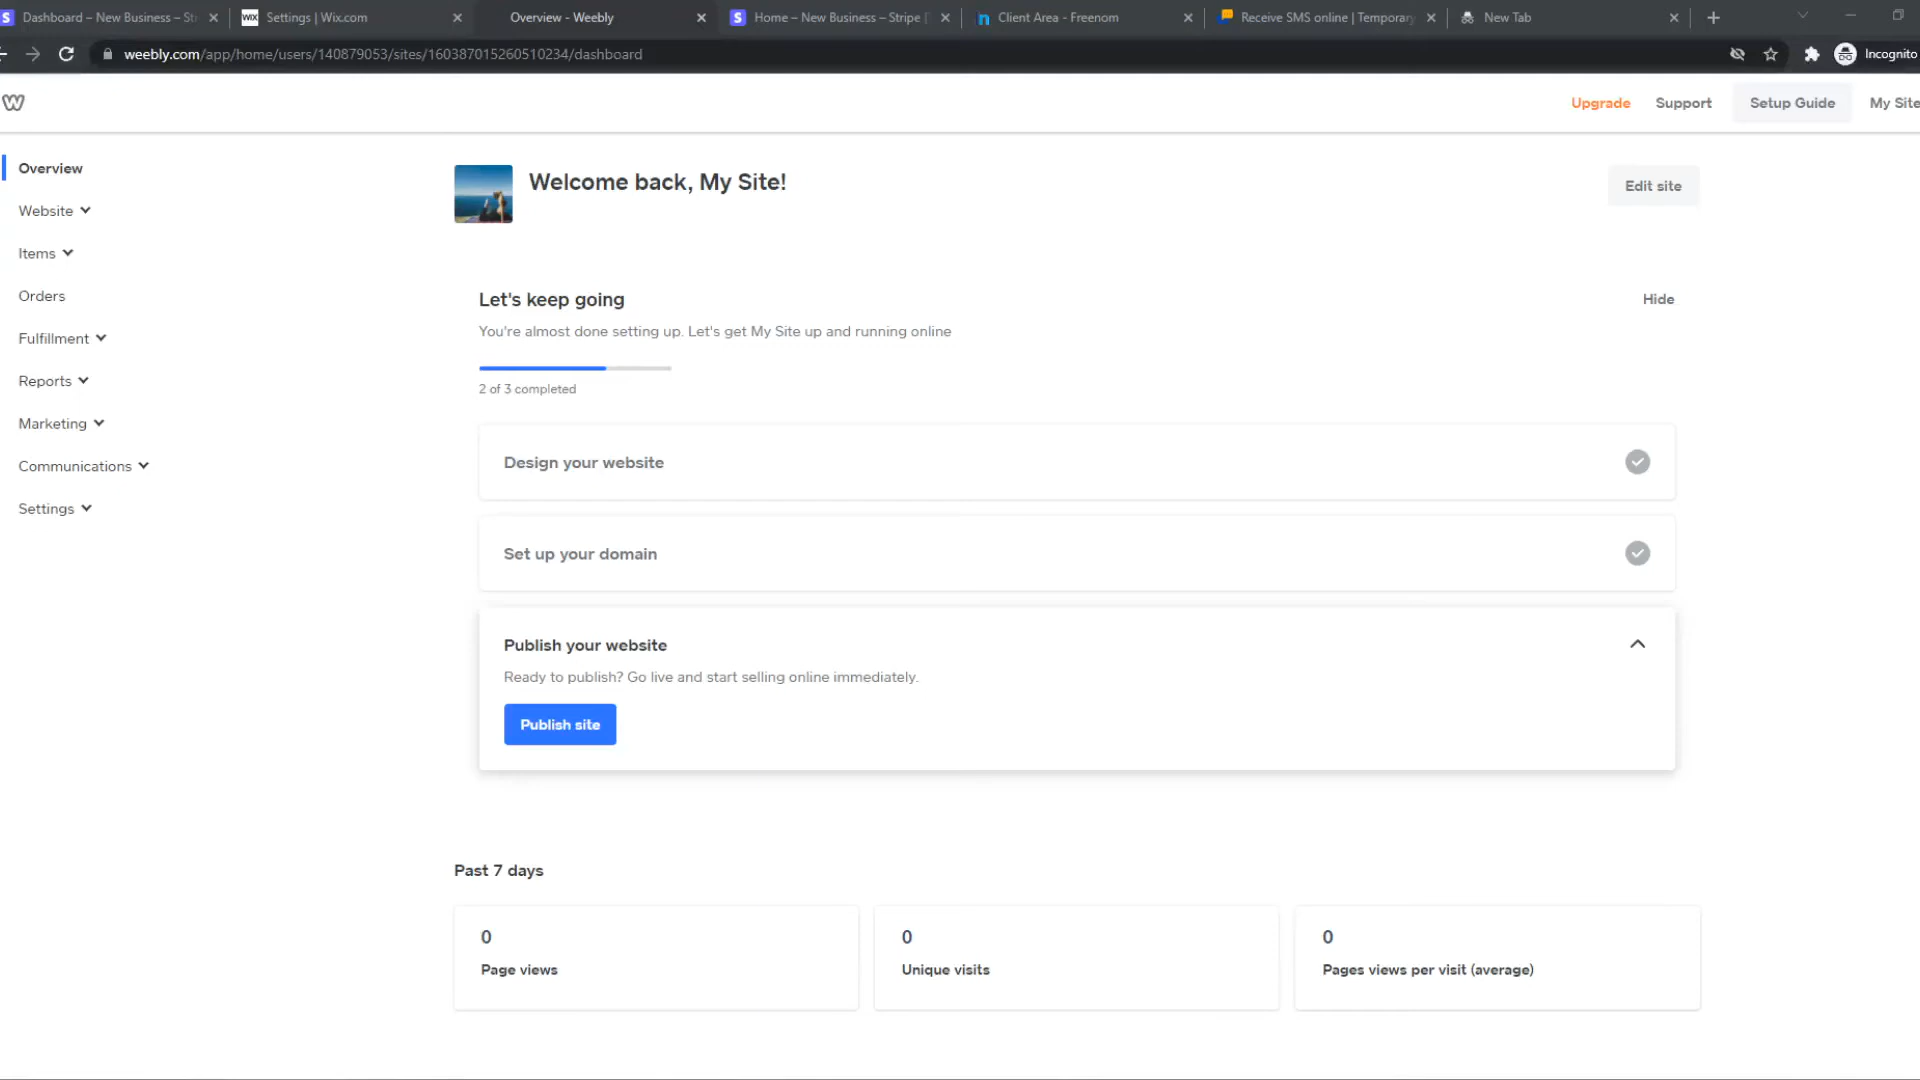 Dashboard – New Business – St
Settings | Wix.com
Overview - Weebly
Home – New Business – Stripe [
Client Area - Freenom
Receive SMS online | Temporary
New Tab
weebly.com/app/home/users/140879053/sites/160387015260510234/dashboard
Incognito
Upgrade
Support
Setup Guide
My Site
Overview
Website
Items
Orders
Fulfillment
Reports
Marketing
Communications
Settings
Welcome back, My Site!
Edit site
Let's keep going
Hide
You're almost done setting up. Let's get My Site up and running online
2 of 3 completed
Design your website
Set up your domain
Publish your website
Ready to publish? Go live and start selling online immediately.
Publish site
Past 7 days
0
Page views
0
Unique visits
0
Pages views per visit (average)